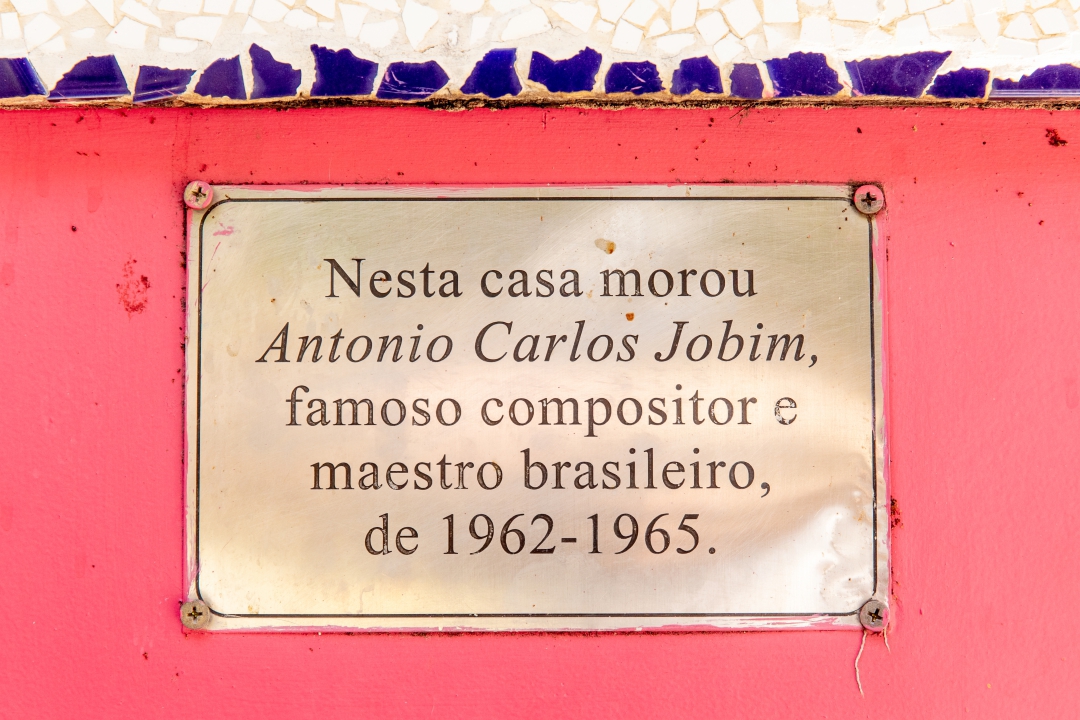 Nesta casa morou
Antonio Carlos Jobim,
famoso compositor e
maestro brasileiro,
de 1962-1965.